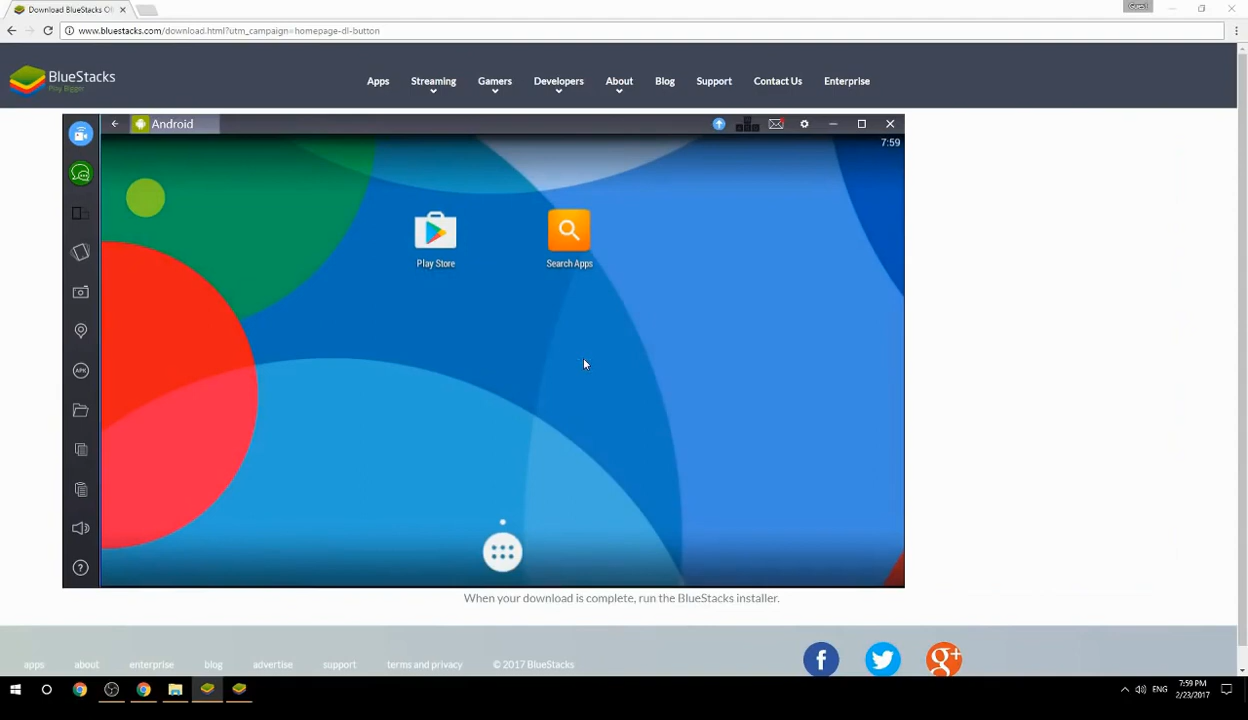 Download BlueStacks Of
www.bluestacks.com/download.html?utm_campaign=homepage-dl-button
BlueStacks
Play Bigger
Apps Streaming Gamers Developers About Blog Support Contact Us Enterprise
Android
7:59
Play Store Search Apps
APK
When your download is complete, run the BlueStacks installer.
apps about enterprise blog advertise support terms and privacy © 2017 BlueStacks
ENG
7:59 PM
2/23/2017